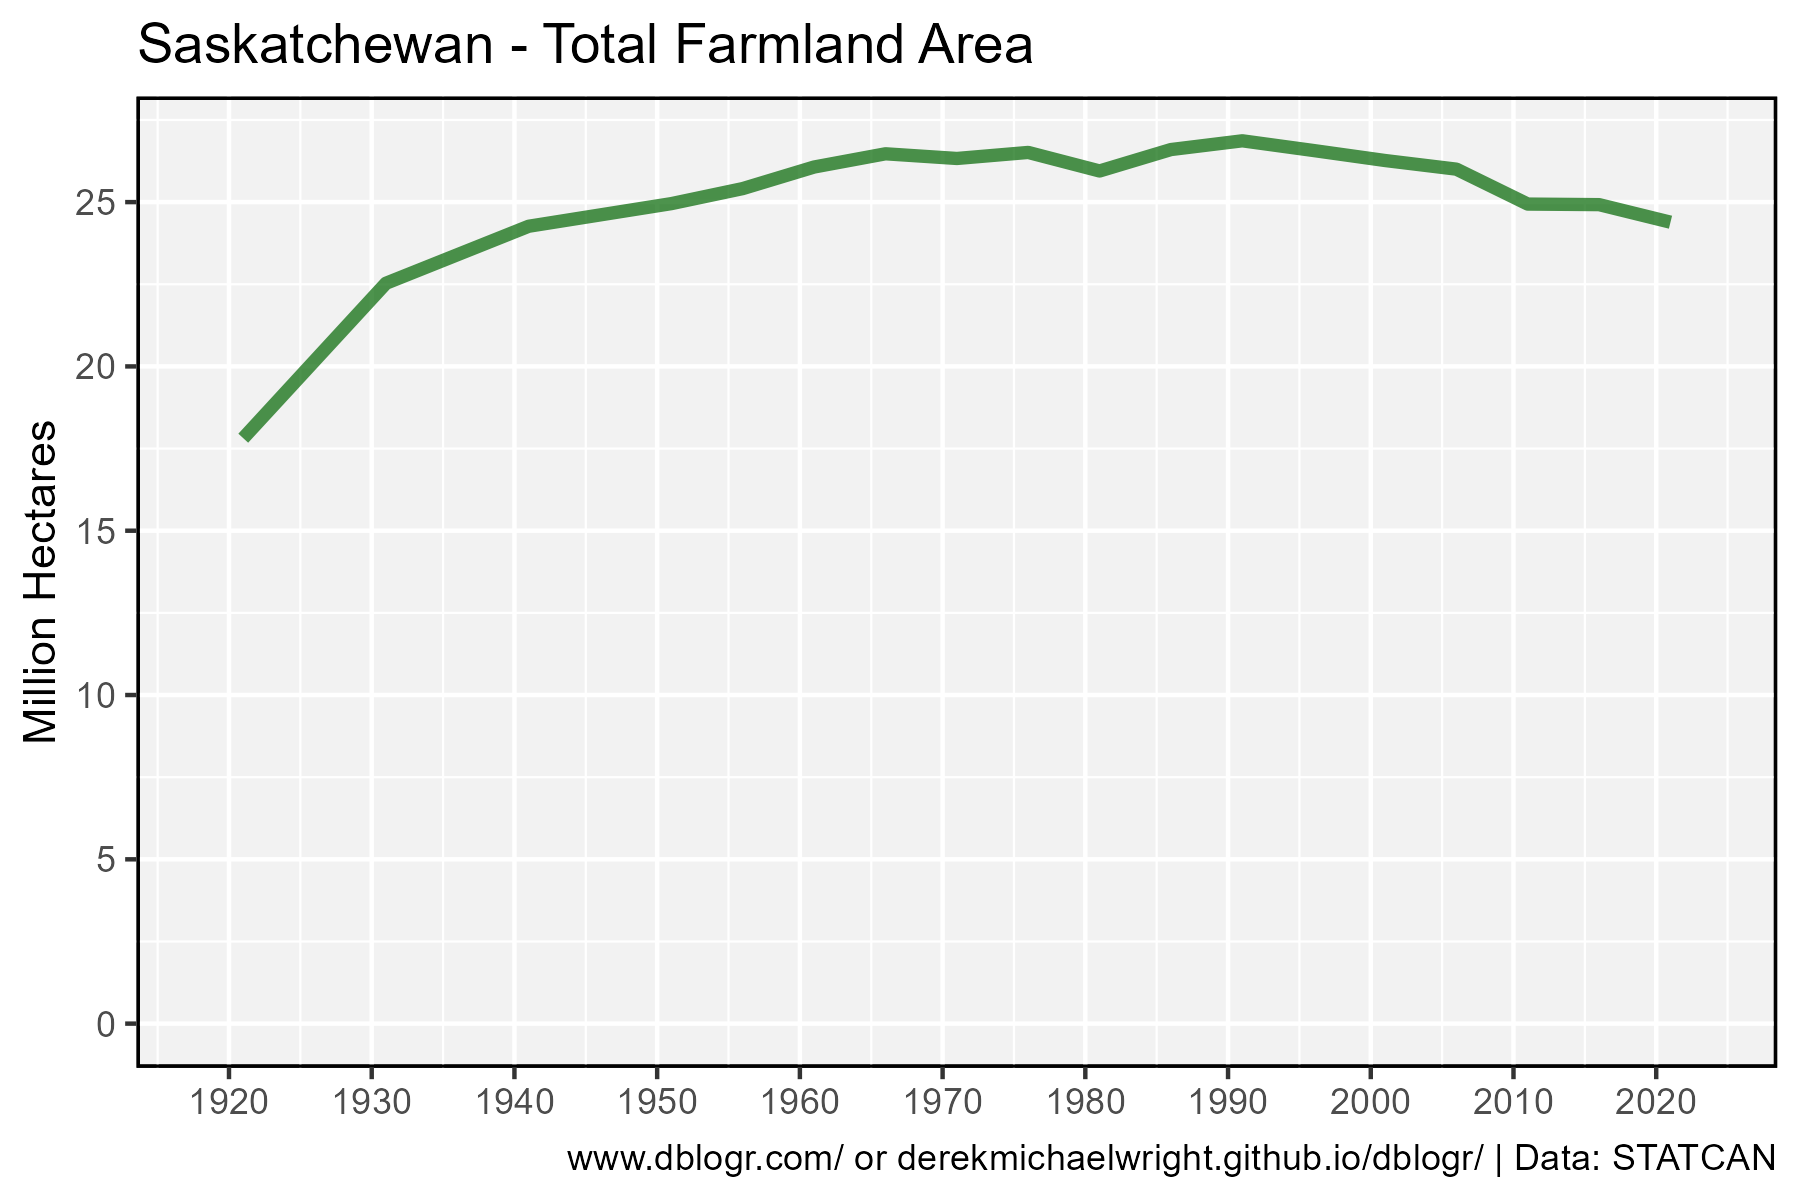 Saskatchewan - Total Farmland Area
Million Hectares
25
20
15
10
5
0
1920 1930 1940 1950 1960 1970 1980 1990 2000 2010 2020
www.dblogr.com/ or derekmichaelwright.github.io/dblogr/ | Data: STATCAN